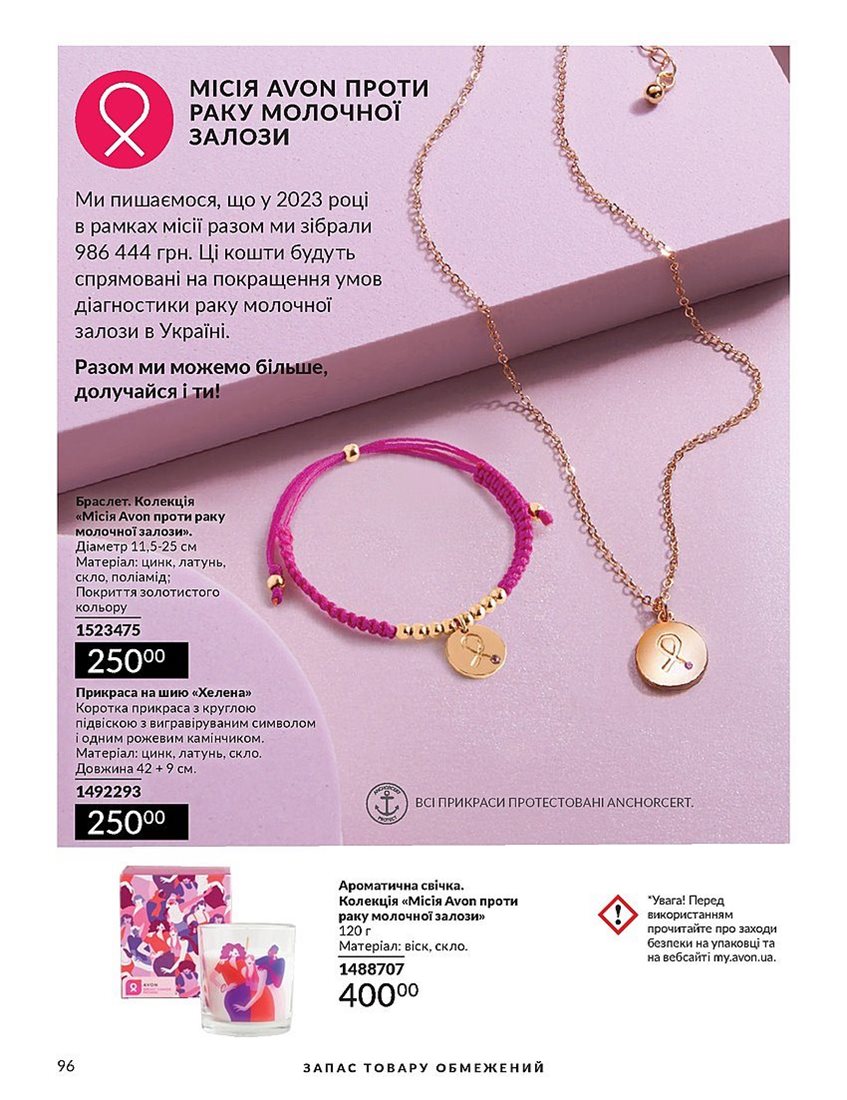 МІСІЯ AVON ПРОТИ
РАКУ МОЛОЧНОЇ
ЗАЛОЗИ
Ми пишаємося, що у 2023 році
в рамках місії разом ми зібрали
986 444 грн. Ці кошти будуть
спрямовані на покращення умов
діагностики раку молочної
залози в Україні.
Разом ми можемо більше,
долучайся і ти!
Браслет. Колекція
«Місія Avon проти раку
молочної залози».
Діаметр 11,5-25 см
Матеріал: цинк, латунь,
скло, поліамід;
Покриття золотистого
кольору
1523475
250⁰⁰
Прикраса на шию «Хелена»
Коротка прикраса з круглою
підвіскою з вигравіруваним символом
і одним рожевим камінчиком.
Матеріал: цинк, латунь, скло.
Довжина 42 + 9 см.
1492293
250⁰⁰
ANCHORCERT
PROTECT
ВСІ ПРИКРАСИ ПРОТЕСТОВАНІ ANCHORCERT.
AVON
Ароматична свічка.
Колекція «Місія Avon проти
раку молочної залози»
120 г
Матеріал: віск, скло.
1488707
400⁰⁰
*Увага! Перед
використанням
прочитайте про заходи
безпеки на упаковці та
на вебсайті my.avon.ua.
96
ЗАПАС ТОВАРУ ОБМЕЖЕНИЙ